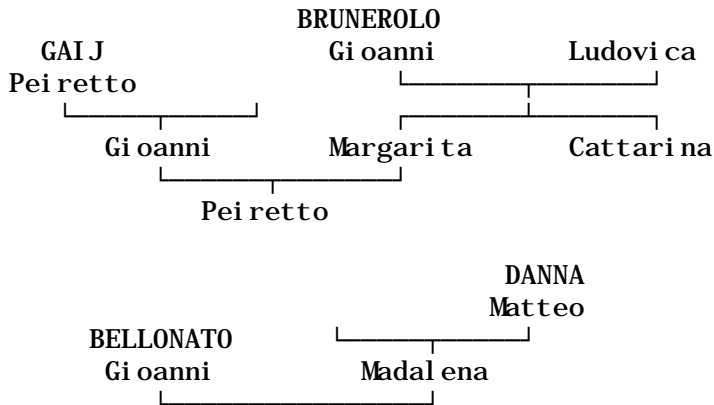 BRUNEROLO
GAIJ Gioanni Ludovica
Peiretto
Gioanni Margarita Cattarina
Peiretto
DANNA
Matteo
BELLONATO
Gioanni Madalena